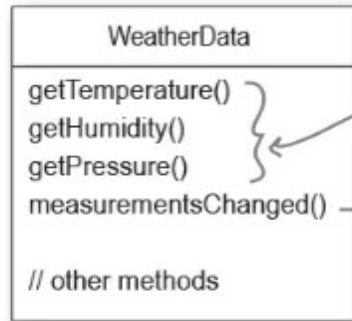 WeatherData
getTemperature()
getHumidity()
getPressure()
measurementsChanged()
// other methods